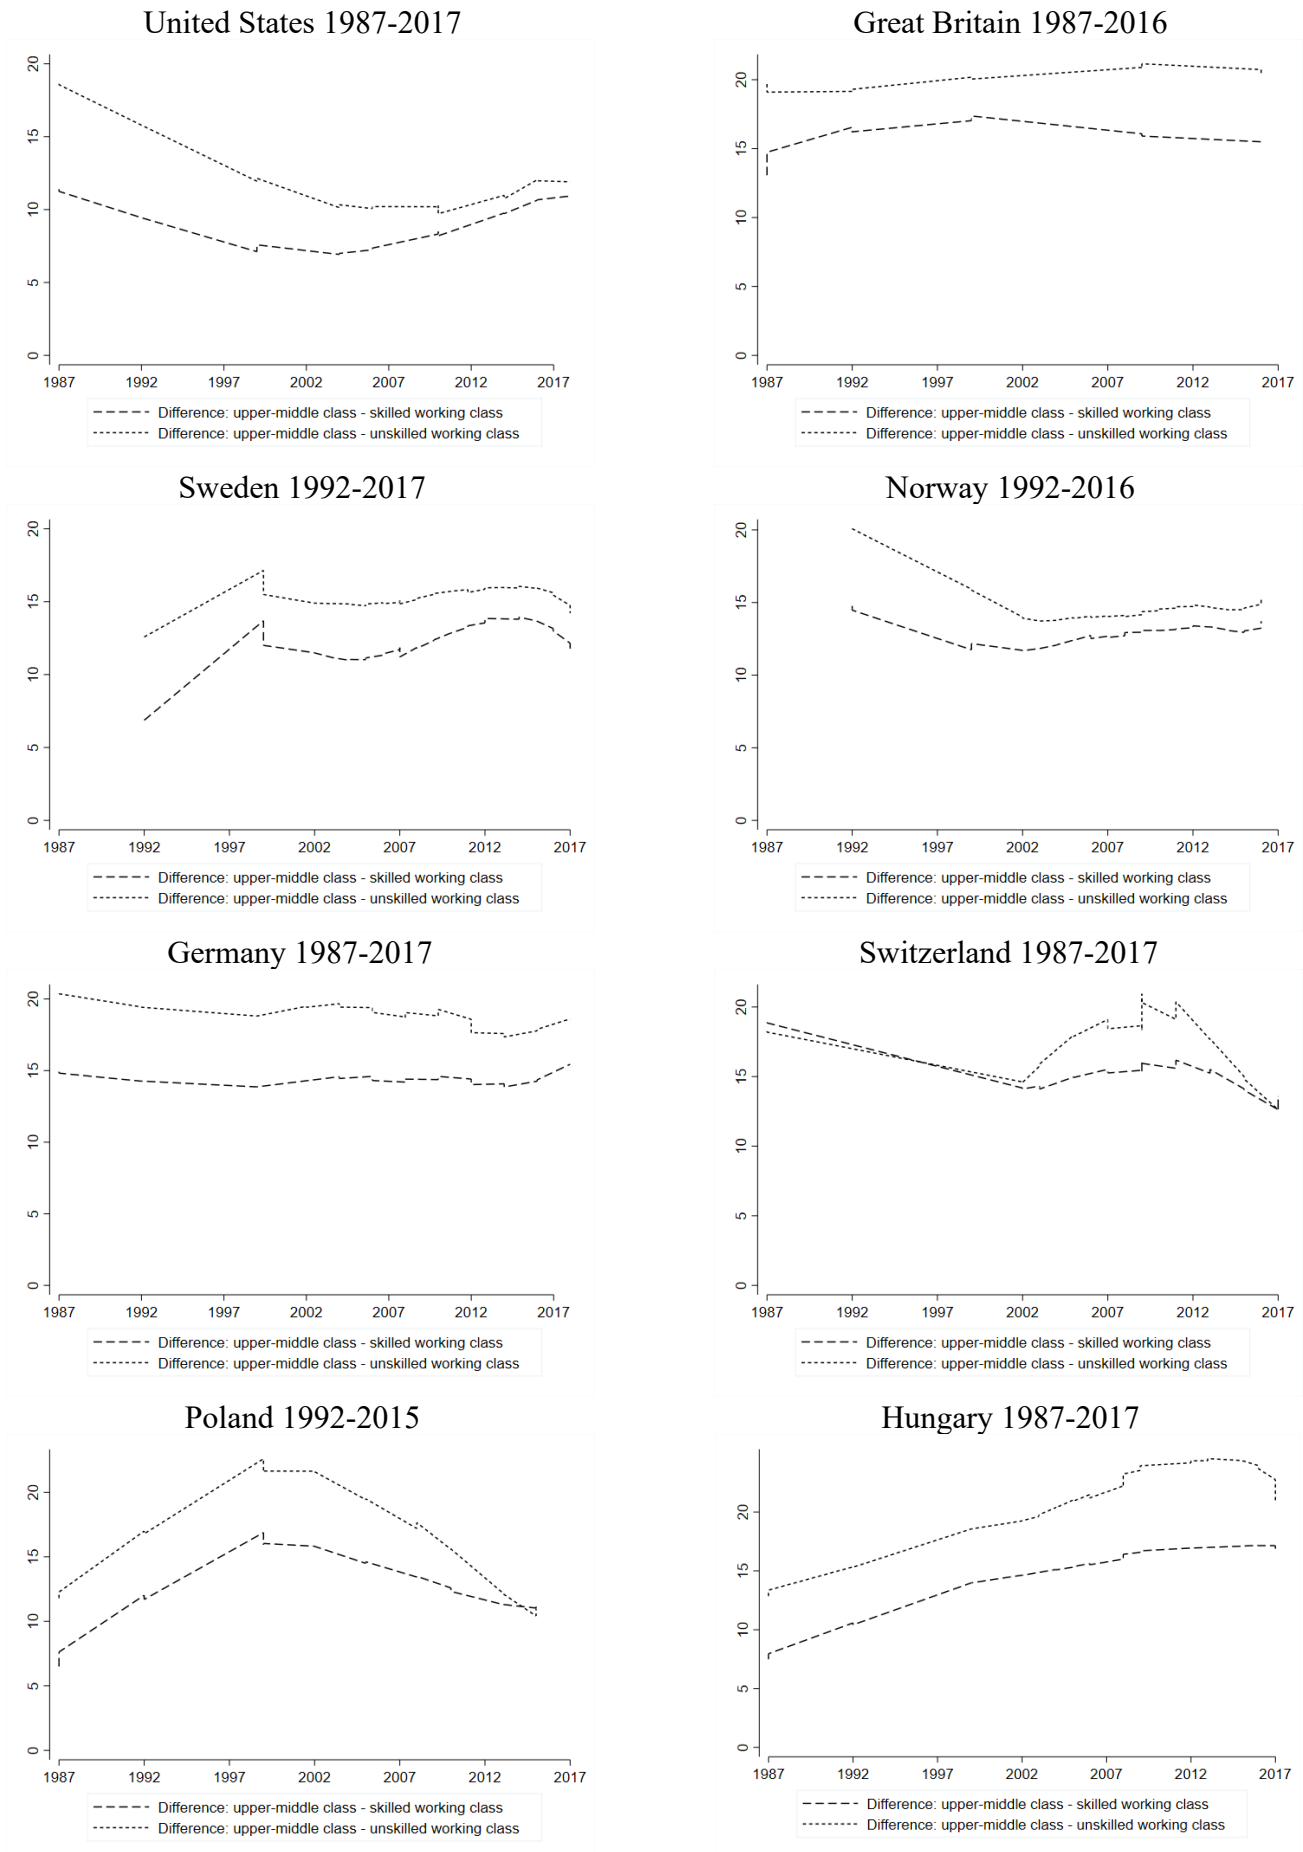 United States 1987-2017
20
15
10
5
0
1987 1992 1997 2002 2007 2012 2017
Difference: upper-middle class - skilled working class
Difference: upper-middle class - unskilled working class
Great Britain 1987-2016
20
15
10
5
0
1987 1992 1997 2002 2007 2012 2017
Difference: upper-middle class - skilled working class
Difference: upper-middle class - unskilled working class
Sweden 1992-2017
20
15
10
5
0
1987 1992 1997 2002 2007 2012 2017
Difference: upper-middle class - skilled working class
Difference: upper-middle class - unskilled working class
Norway 1992-2016
20
15
10
5
0
1987 1992 1997 2002 2007 2012 2017
Difference: upper-middle class - skilled working class
Difference: upper-middle class - unskilled working class
Germany 1987-2017
20
15
10
5
0
1987 1992 1997 2002 2007 2012 2017
Difference: upper-middle class - skilled working class
Difference: upper-middle class - unskilled working class
Switzerland 1987-2017
20
15
10
5
0
1987 1992 1997 2002 2007 2012 2017
Difference: upper-middle class - skilled working class
Difference: upper-middle class - unskilled working class
Poland 1992-2015
20
15
10
5
0
1987 1992 1997 2002 2007 2012 2017
Difference: upper-middle class - skilled working class
Difference: upper-middle class - unskilled working class
Hungary 1987-2017
20
15
10
5
0
1987 1992 1997 2002 2007 2012 2017
Difference: upper-middle class - skilled working class
Difference: upper-middle class - unskilled working class